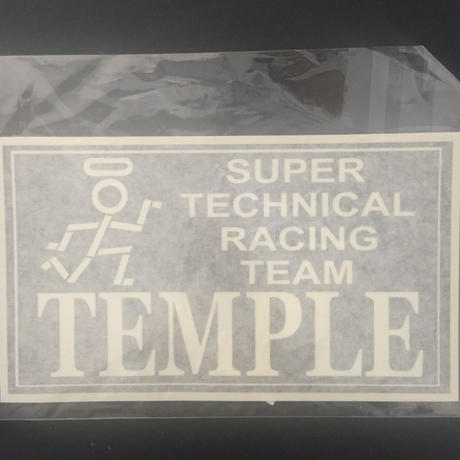 SUPER
TECHNICAL
RACING
TEAM
TEMPLE